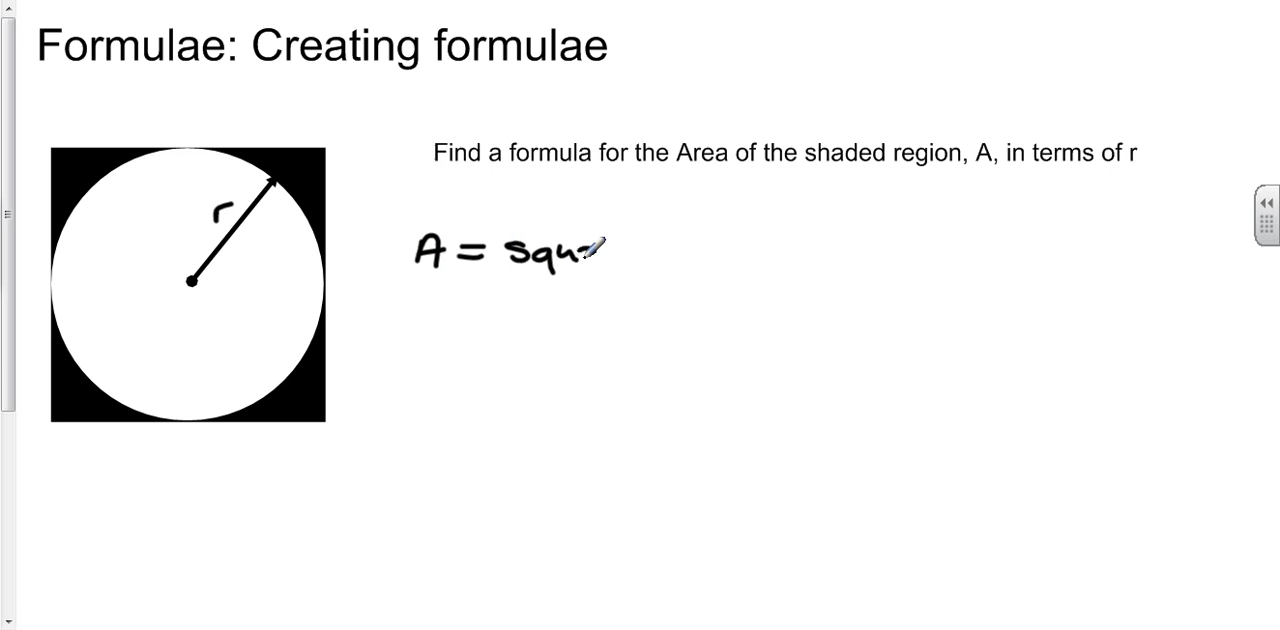 Formulae: Creating formulae
Find a formula for the Area of the shaded region, A, in terms of r
r
A = squ